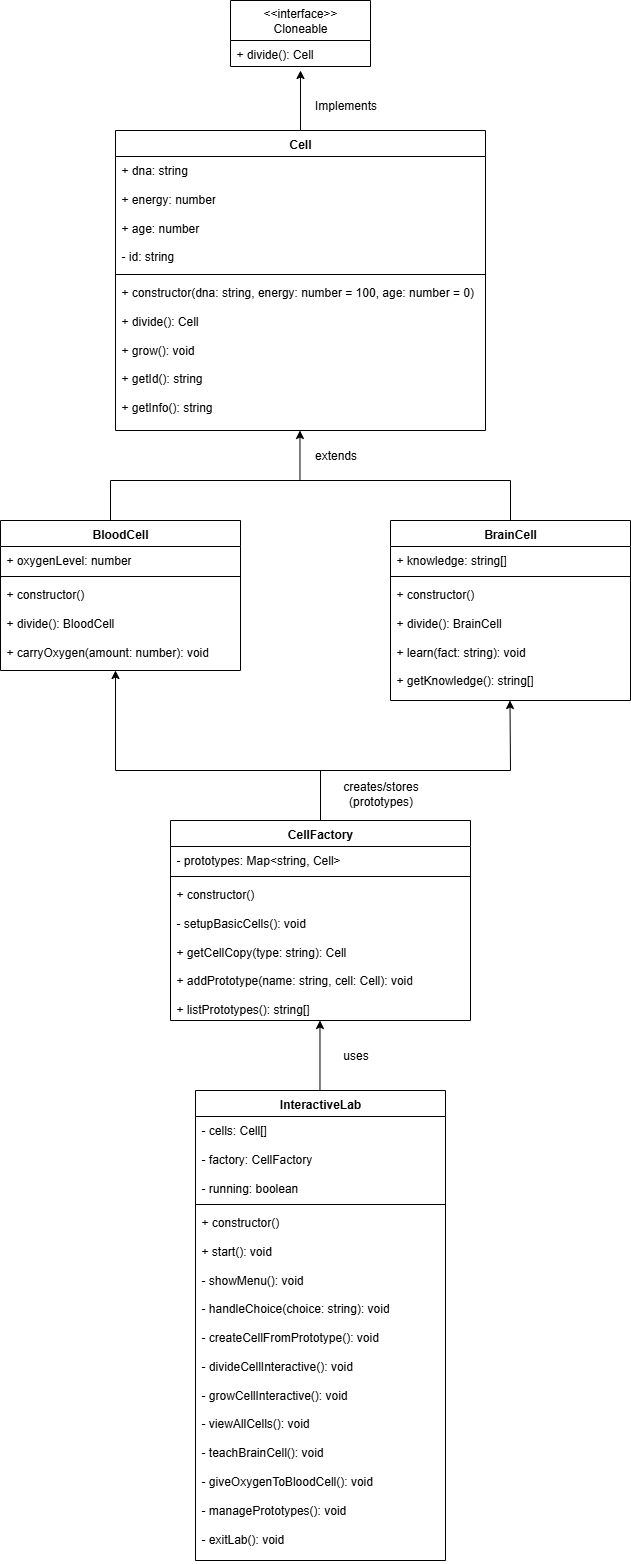 <<interface>>
Cloneable
+ divide(): Cell
Implements
Cell
+ dna: string
+ energy: number
+ age: number
- id: string
+ constructor(dna: string, energy: number = 100, age: number = 0)
+ divide(): Cell
+ grow(): void
+ getId(): string
+ getInfo(): string
extends
BloodCell
+ oxygenLevel: number
+ constructor()
+ divide(): BloodCell
+ carryOxygen(amount: number): void
BrainCell
+ knowledge: string[]
+ constructor()
+ divide(): BrainCell
+ learn(fact: string): void
+ getKnowledge(): string[]
creates/stores
(prototypes)
CellFactory
- prototypes: Map<string, Cell>
+ constructor()
- setupBasicCells(): void
+ getCellCopy(type: string): Cell
+ addPrototype(name: string, cell: Cell): void
+ listPrototypes(): string[]
uses
InteractiveLab
- cells: Cell[]
- factory: CellFactory
- running: boolean
+ constructor()
+ start(): void
- showMenu(): void
- handleChoice(choice: string): void
- createCellFromPrototype(): void
- divideCellInteractive(): void
- growCellInteractive(): void
- viewAllCells(): void
- teachBrainCell(): void
- giveOxygenToBloodCell(): void
- managePrototypes(): void
- exitLab(): void